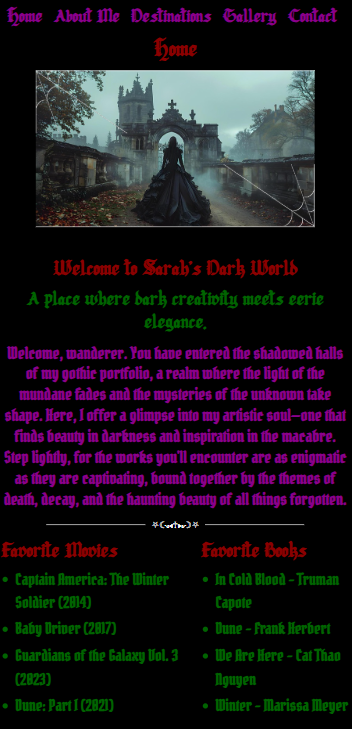 Home About Me Destinations Gallery Contact
Home
Welcome to Sarah's Dark World
A place where dark creativity meets eerie
elegance.
Welcome, wanderer. You have entered the shadowed halls
of my gothic portfolio, a realm where the light of the
mundane fades and the mysteries of the unknown take
shape. Here, I offer a glimpse into my artistic soul—one that
finds beauty in darkness and inspiration in the macabre.
Step lightly, for the works you'll encounter are as enigmatic
as they are captivating, bound together by the themes of
death, decay, and the haunting beauty of all things forgotten.
Favorite Movies
• Captain America: The Winter
Soldier (2014)
• Baby Driver (2017)
• Guardians of the Galaxy Vol. 3
(2023)
• Dune: Part 1 (2021)
Favorite Books
• In Cold Blood - Truman
Capote
• Dune - Frank Herbert
• We Are Here - Cat Thao
Nguyen
• Winter - Marissa Meyer